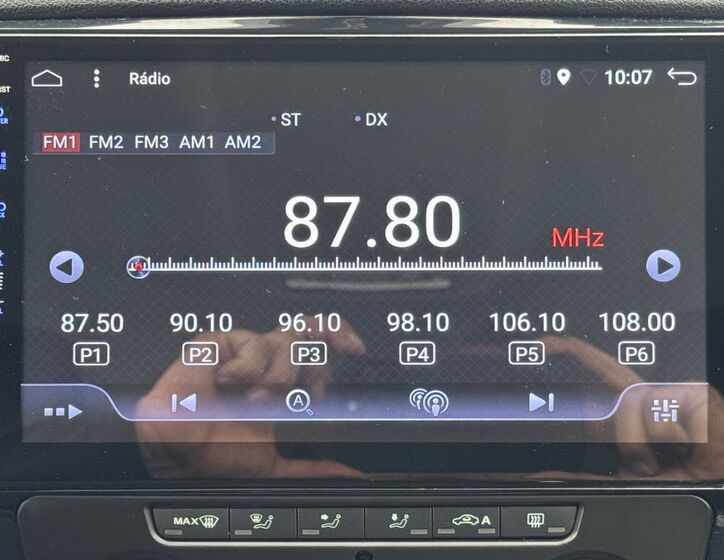 Rádio 10:07
ST DX
FM1 FM2 FM3 AM1 AM2
87.80
MHz
87.50 90.10 96.10 98.10 106.10 108.00
P1 P2 P3 P4 P5 P6
A
MAX A